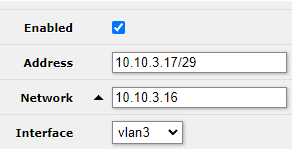 Enabled
Address 10.10.3.17/29
Network 10.10.3.16
Interface vlan3